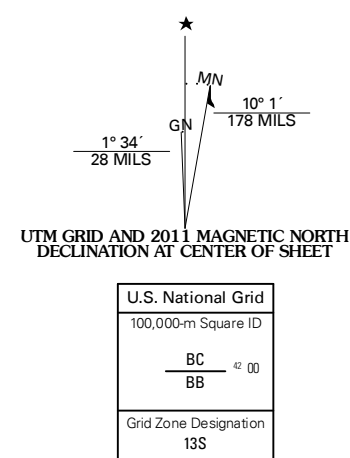 ★
MN
GN
10° 1´
178 MILS
1° 34´
28 MILS
UTM GRID AND 2011 MAGNETIC NORTH
DECLINATION AT CENTER OF SHEET
U.S. National Grid
100,000-m Square ID
BC
42 00
BB
Grid Zone Designation
13S